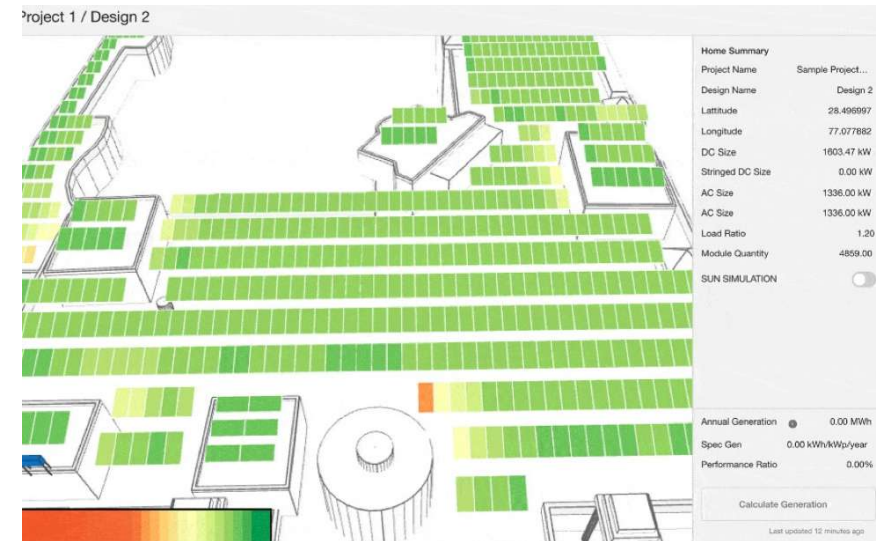 Project 1 / Design 2
Home Summary
Project Name Sample Project...
Design Name Design 2
Lattitude 28.496997
Longitude 77.077882
DC Size 1603.47 kW
Stringed DC Size 0.00 kW
AC Size 1336.00 kW
AC Size 1336.00 kW
Load Ratio 1.20
Module Quantity 4859.00
SUN SIMULATION
Annual Generation 0.00 MWh
Spec Gen 0.00 kWh/kWp/year
Performance Ratio 0.00%
Calculate Generation
Last updated 12 minutes ago